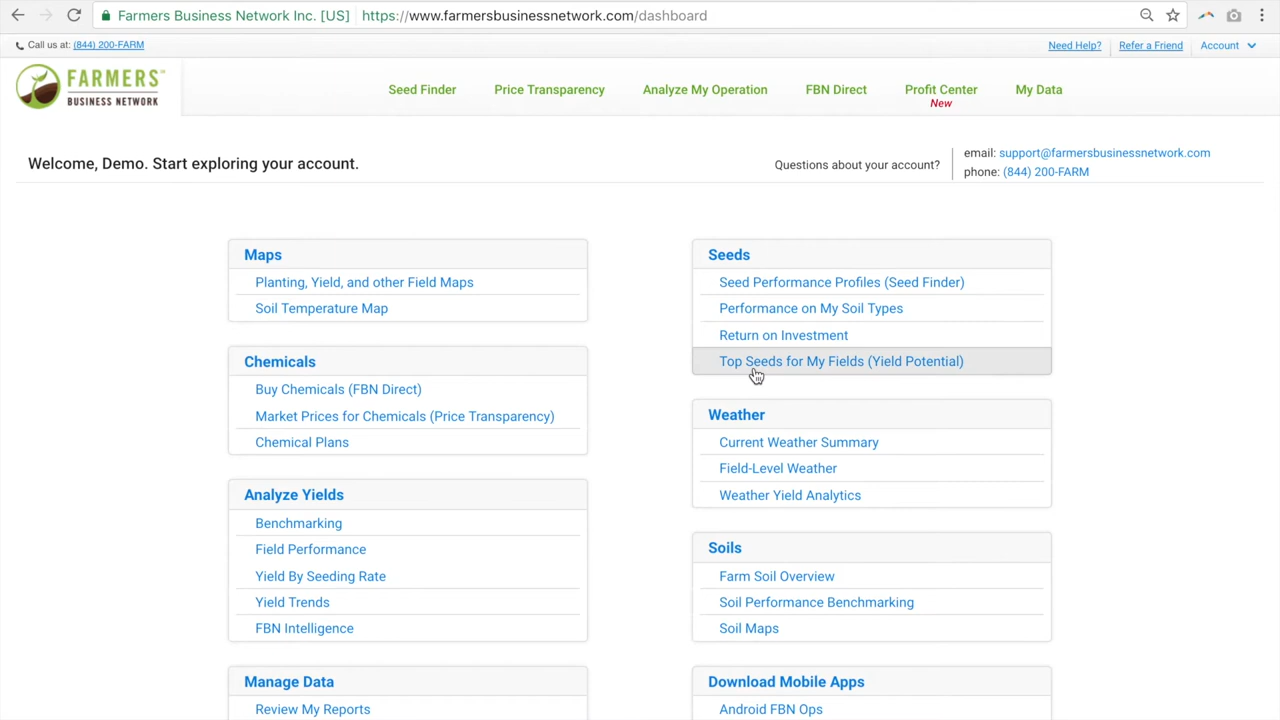 Farmers Business Network Inc. [US] https://www.farmersbusinessnetwork.com/dashboard
Call us at: (844) 200-FARM
Need Help? Refer a Friend Account
FARMERS
BUSINESS NETWORK
Seed Finder Price Transparency Analyze My Operation FBN Direct Profit Center My Data
New
Welcome, Demo. Start exploring your account.
Questions about your account?
email: support@farmersbusinessnetwork.com
phone: (844) 200-FARM
Maps
Planting, Yield, and other Field Maps
Soil Temperature Map
Chemicals
Buy Chemicals (FBN Direct)
Market Prices for Chemicals (Price Transparency)
Chemical Plans
Analyze Yields
Benchmarking
Field Performance
Yield By Seeding Rate
Yield Trends
FBN Intelligence
Manage Data
Review My Reports
Seeds
Seed Performance Profiles (Seed Finder)
Performance on My Soil Types
Return on Investment
Top Seeds for My Fields (Yield Potential)
Weather
Current Weather Summary
Field-Level Weather
Weather Yield Analytics
Soils
Farm Soil Overview
Soil Performance Benchmarking
Soil Maps
Download Mobile Apps
Android FBN Ops